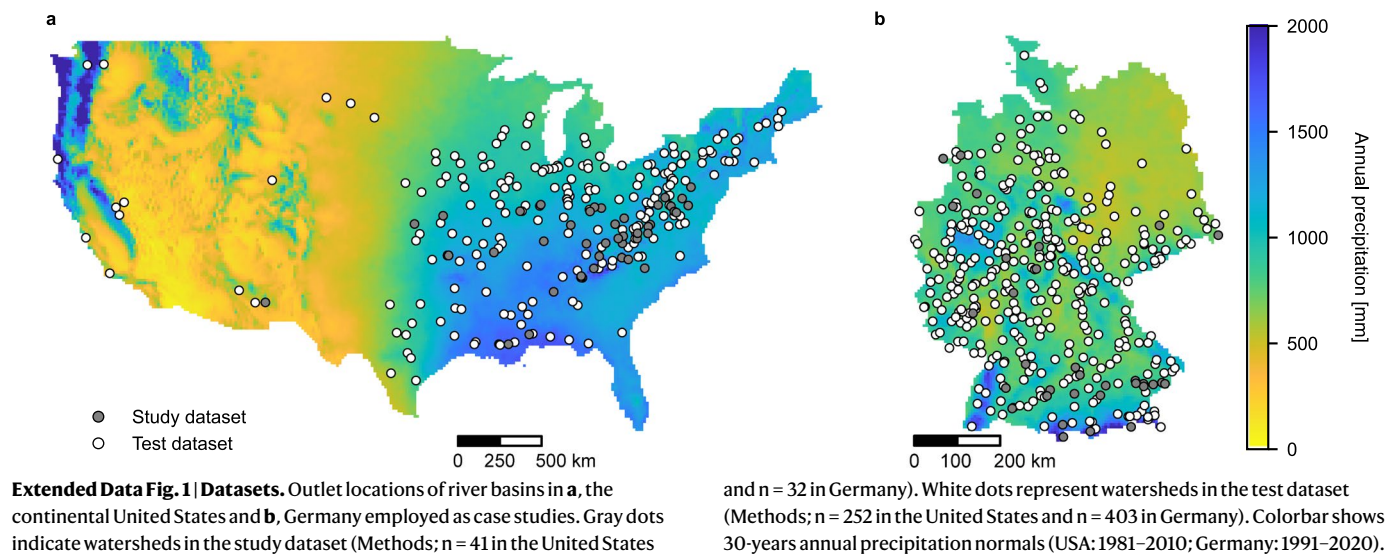 a
b
2000
1500
1000
500
0
Annual precipitation [mm]
Study dataset
Test dataset
0 250 500 km
0 100 200 km
Extended Data Fig. 1 | Datasets. Outlet locations of river basins in a, the
continental United States and b, Germany employed as case studies. Gray dots
indicate watersheds in the study dataset (Methods; n = 41 in the United States
and n = 32 in Germany). White dots represent watersheds in the test dataset
(Methods; n = 252 in the United States and n = 403 in Germany). Colorbar shows
30-years annual precipitation normals (USA: 1981–2010; Germany: 1991–2020).